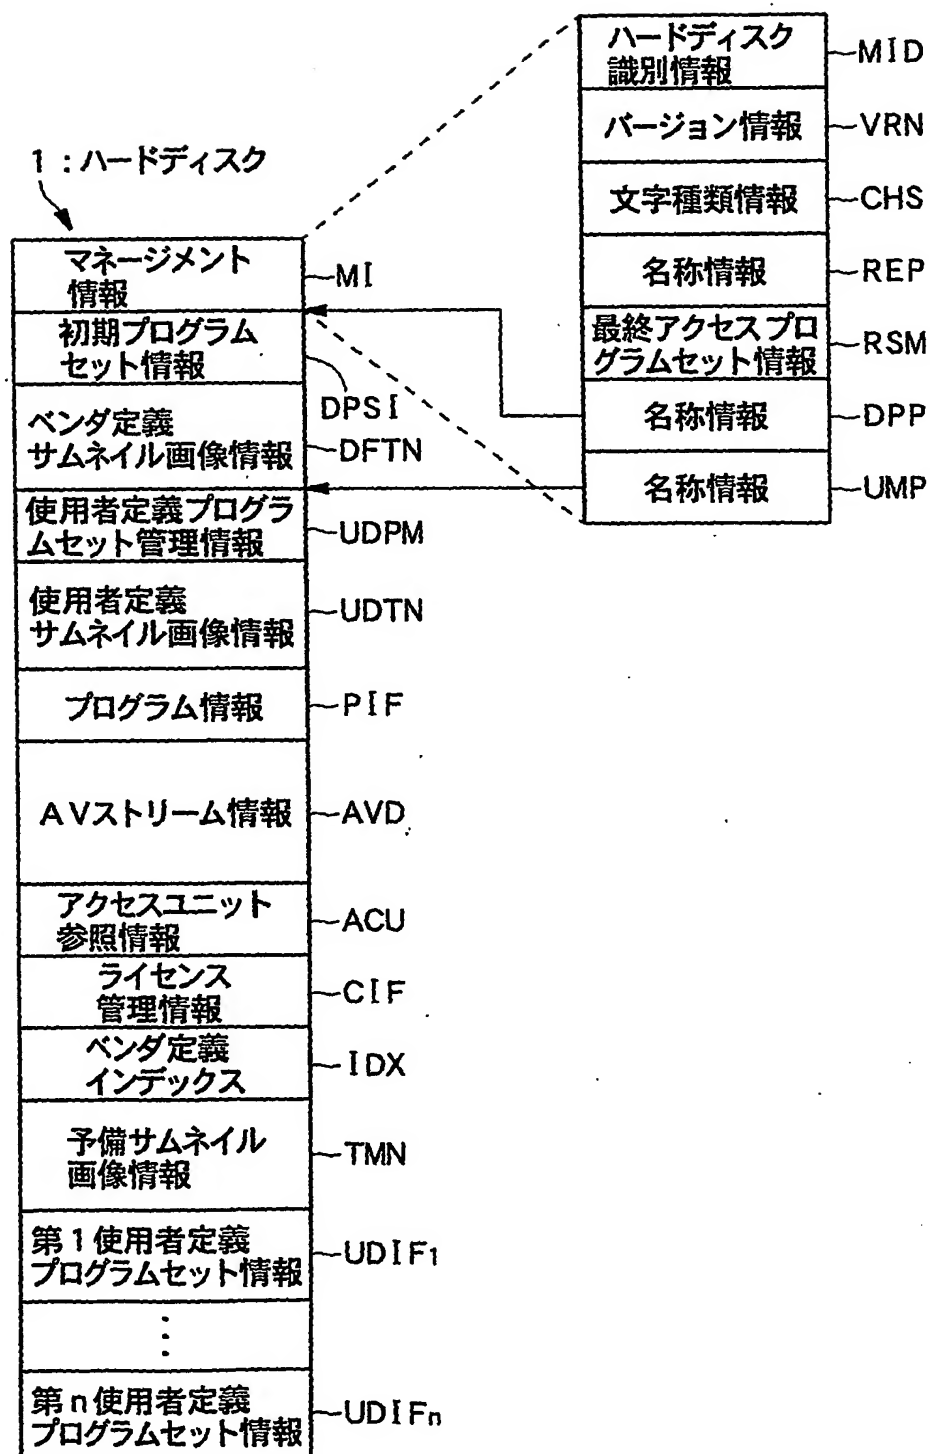 ハードディスク
識別情報
MID
バージョン情報
VRN
文字種類情報
CHS
名称情報
REP
最終アクセスプロ
グラムセット情報
RSM
名称情報
DPP
名称情報
UMP
1:ハードディスク
マネージメント
情報
MI
初期プログラム
セット情報
DPSI
ベンダ定義
サムネイル画像情報
DFTN
使用者定義プログラ
ムセット管理情報
UDPM
使用者定義
サムネイル画像情報
UDTN
プログラム情報
PIF
AVストリーム情報
AVD
アクセスユニット
参照情報
ACU
ライセンス
管理情報
CIF
ベンダ定義
インデックス
IDX
予備サムネイル
画像情報
TMN
第1使用者定義
プログラムセット情報
UDIF1
⋮
第n使用者定義
プログラムセット情報
UDIFn